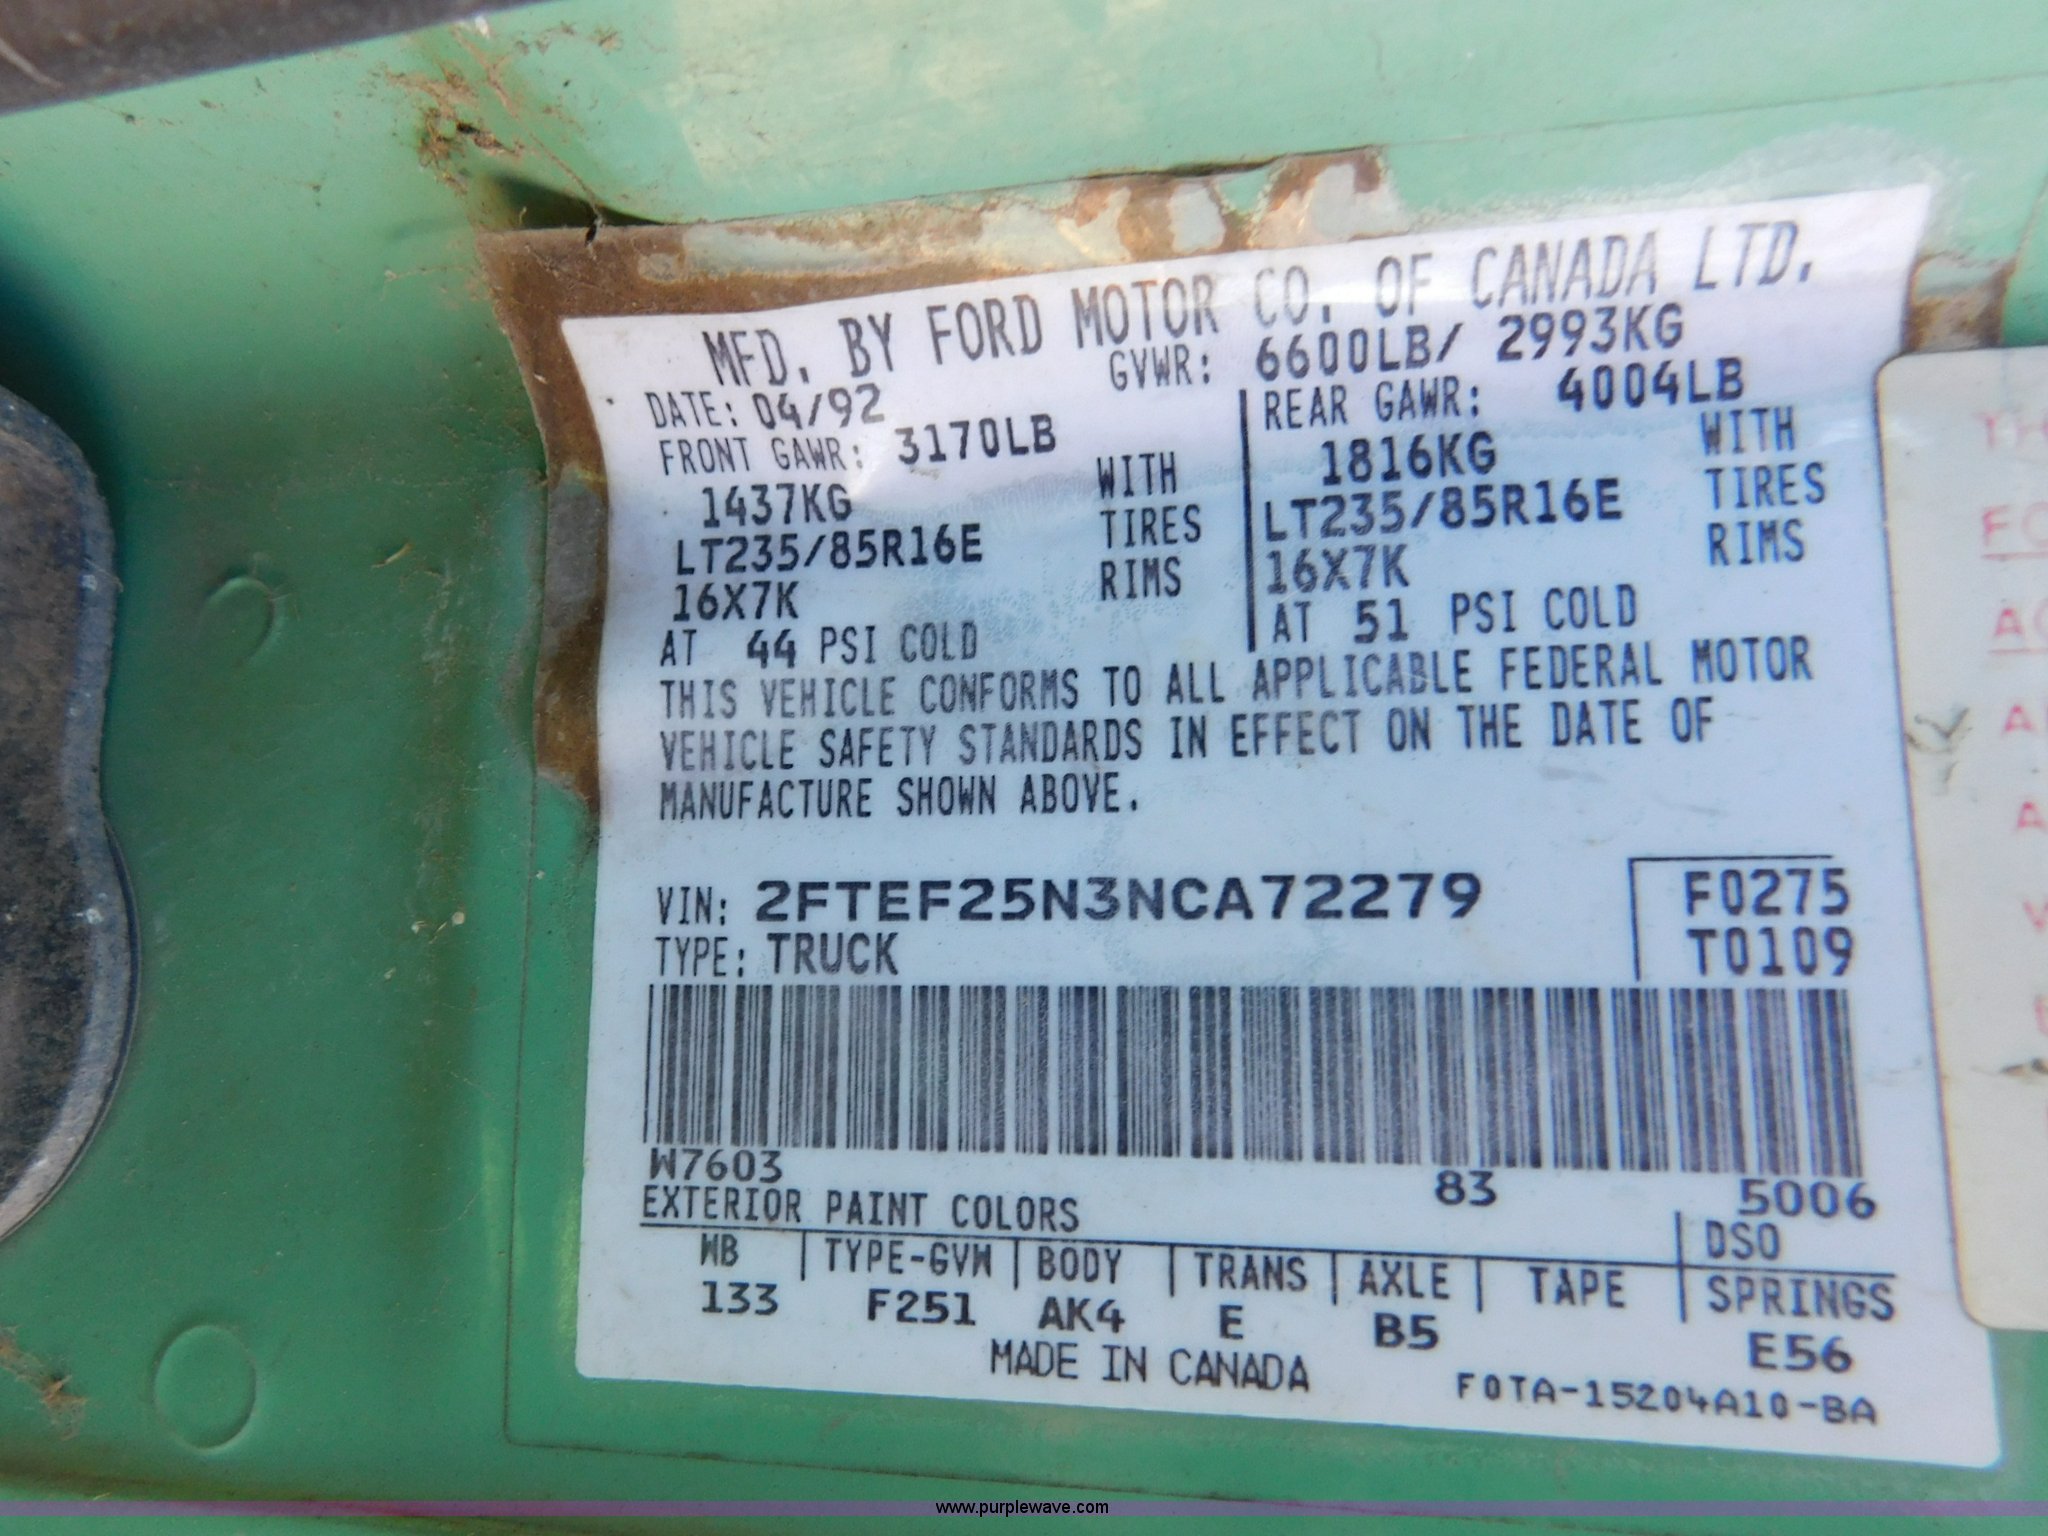 MFD. BY FORD MOTOR CO. OF CANADA LTD.
DATE: 04/92 GVWR: 6600LB/ 2993KG
FRONT GAWR: 3170LB REAR GAWR: 4004LB
1437KG WITH 1816KG WITH
LT235/85R16E TIRES LT235/85R16E TIRES
16X7K RIMS 16X7K RIMS
AT 44 PSI COLD AT 51 PSI COLD
THIS VEHICLE CONFORMS TO ALL APPLICABLE FEDERAL MOTOR
VEHICLE SAFETY STANDARDS IN EFFECT ON THE DATE OF
MANUFACTURE SHOWN ABOVE.
VIN: 2FTEF25N3NCA72279 F0275
TYPE: TRUCK T0109
W7603 83 5006
EXTERIOR PAINT COLORS DSO
WB TYPE-GVW BODY TRANS AXLE TAPE SPRINGS
133 F251 AK4 E B5 E56
MADE IN CANADA F0TA-15204A10-BA
www.purplewave.com